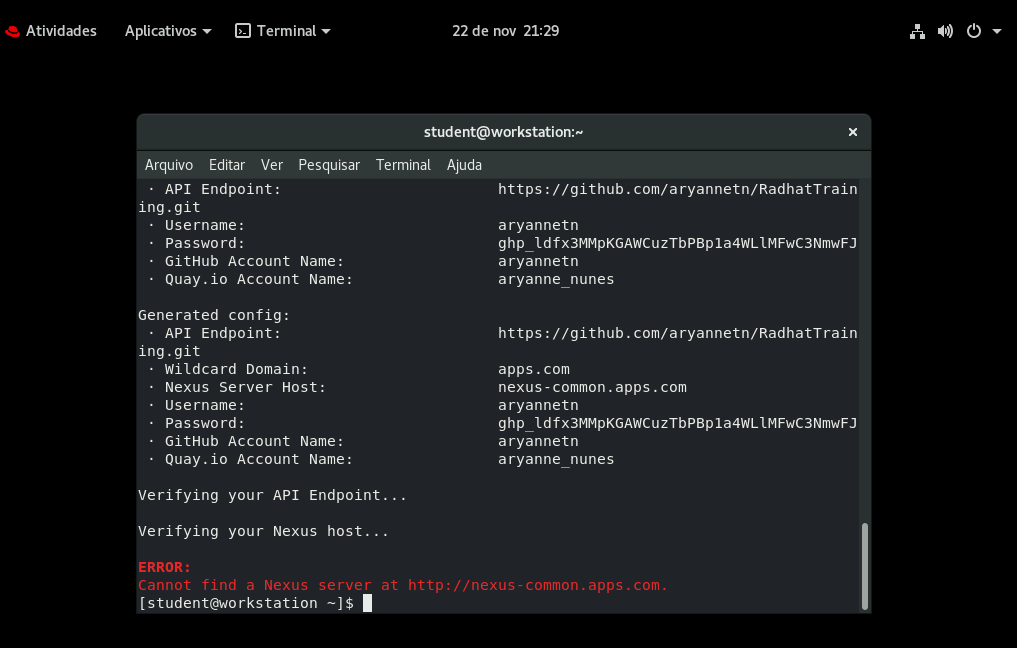 Atividades Aplicativos Terminal 22 de nov 21:29
student@workstation:~
Arquivo Editar Ver Pesquisar Terminal Ajuda
· API Endpoint: https://github.com/aryannetn/RadhatTrain
ing.git
· Username: aryannetn
· Password: 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
· GitHub Account Name: aryannetn
· Quay.io Account Name: aryanne_nunes
Generated config:
· API Endpoint: https://github.com/aryannetn/RadhatTrain
ing.git
· Wildcard Domain: apps.com
· Nexus Server Host: nexus-common.apps.com
· Username: aryannetn
· Password: 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
· GitHub Account Name: aryannetn
· Quay.io Account Name: aryanne_nunes
Verifying your API Endpoint...
Verifying your Nexus host...
ERROR:
Cannot find a Nexus server at http://nexus-common.apps.com.
[student@workstation ~]$